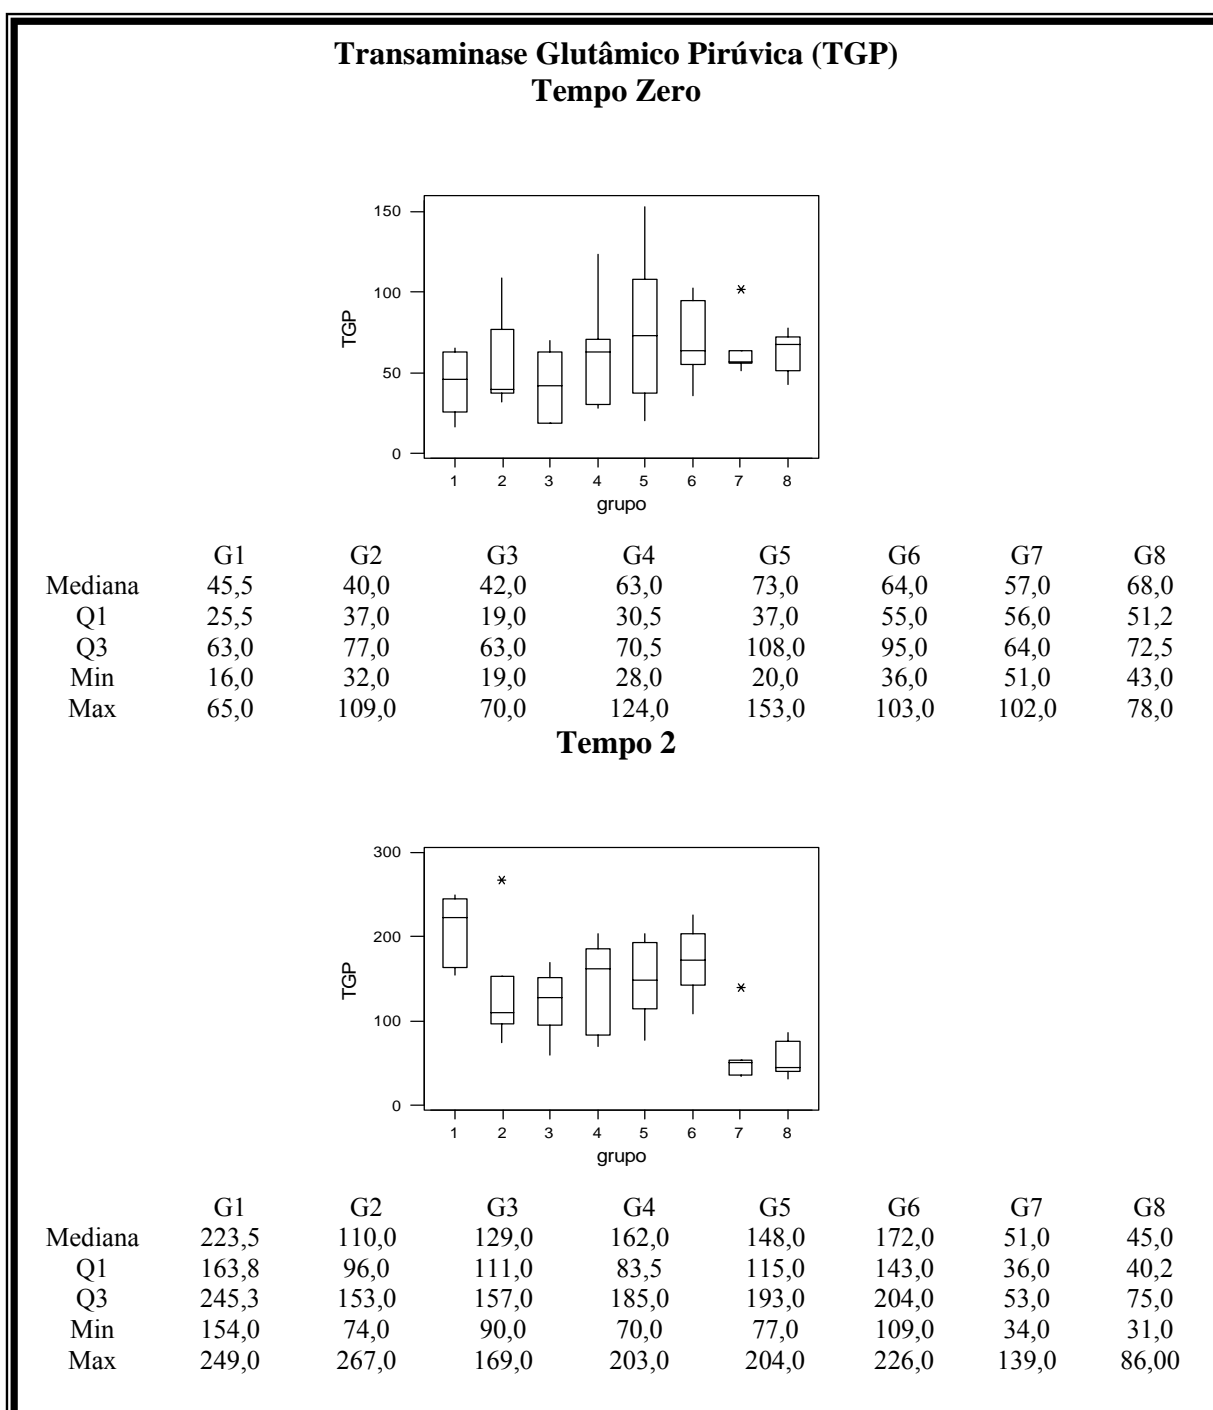 Transaminase Glutâmico Pirúvica (TGP)
Tempo Zero
150
100
50
0
TGP
*
1 2 3 4 5 6 7 8
grupo
G1 G2 G3 G4 G5 G6 G7 G8
Mediana 45,5 40,0 42,0 63,0 73,0 64,0 57,0 68,0
Q1 25,5 37,0 19,0 30,5 37,0 55,0 56,0 51,2
Q3 63,0 77,0 63,0 70,5 108,0 95,0 64,0 72,5
Min 16,0 32,0 19,0 28,0 20,0 36,0 51,0 43,0
Max 65,0 109,0 70,0 124,0 153,0 103,0 102,0 78,0
Tempo 2
300
200
100
0
TGP
*
*
1 2 3 4 5 6 7 8
grupo
G1 G2 G3 G4 G5 G6 G7 G8
Mediana 223,5 110,0 129,0 162,0 148,0 172,0 51,0 45,0
Q1 163,8 96,0 111,0 83,5 115,0 143,0 36,0 40,2
Q3 245,3 153,0 157,0 185,0 193,0 204,0 53,0 75,0
Min 154,0 74,0 90,0 70,0 77,0 109,0 34,0 31,0
Max 249,0 267,0 169,0 203,0 204,0 226,0 139,0 86,00